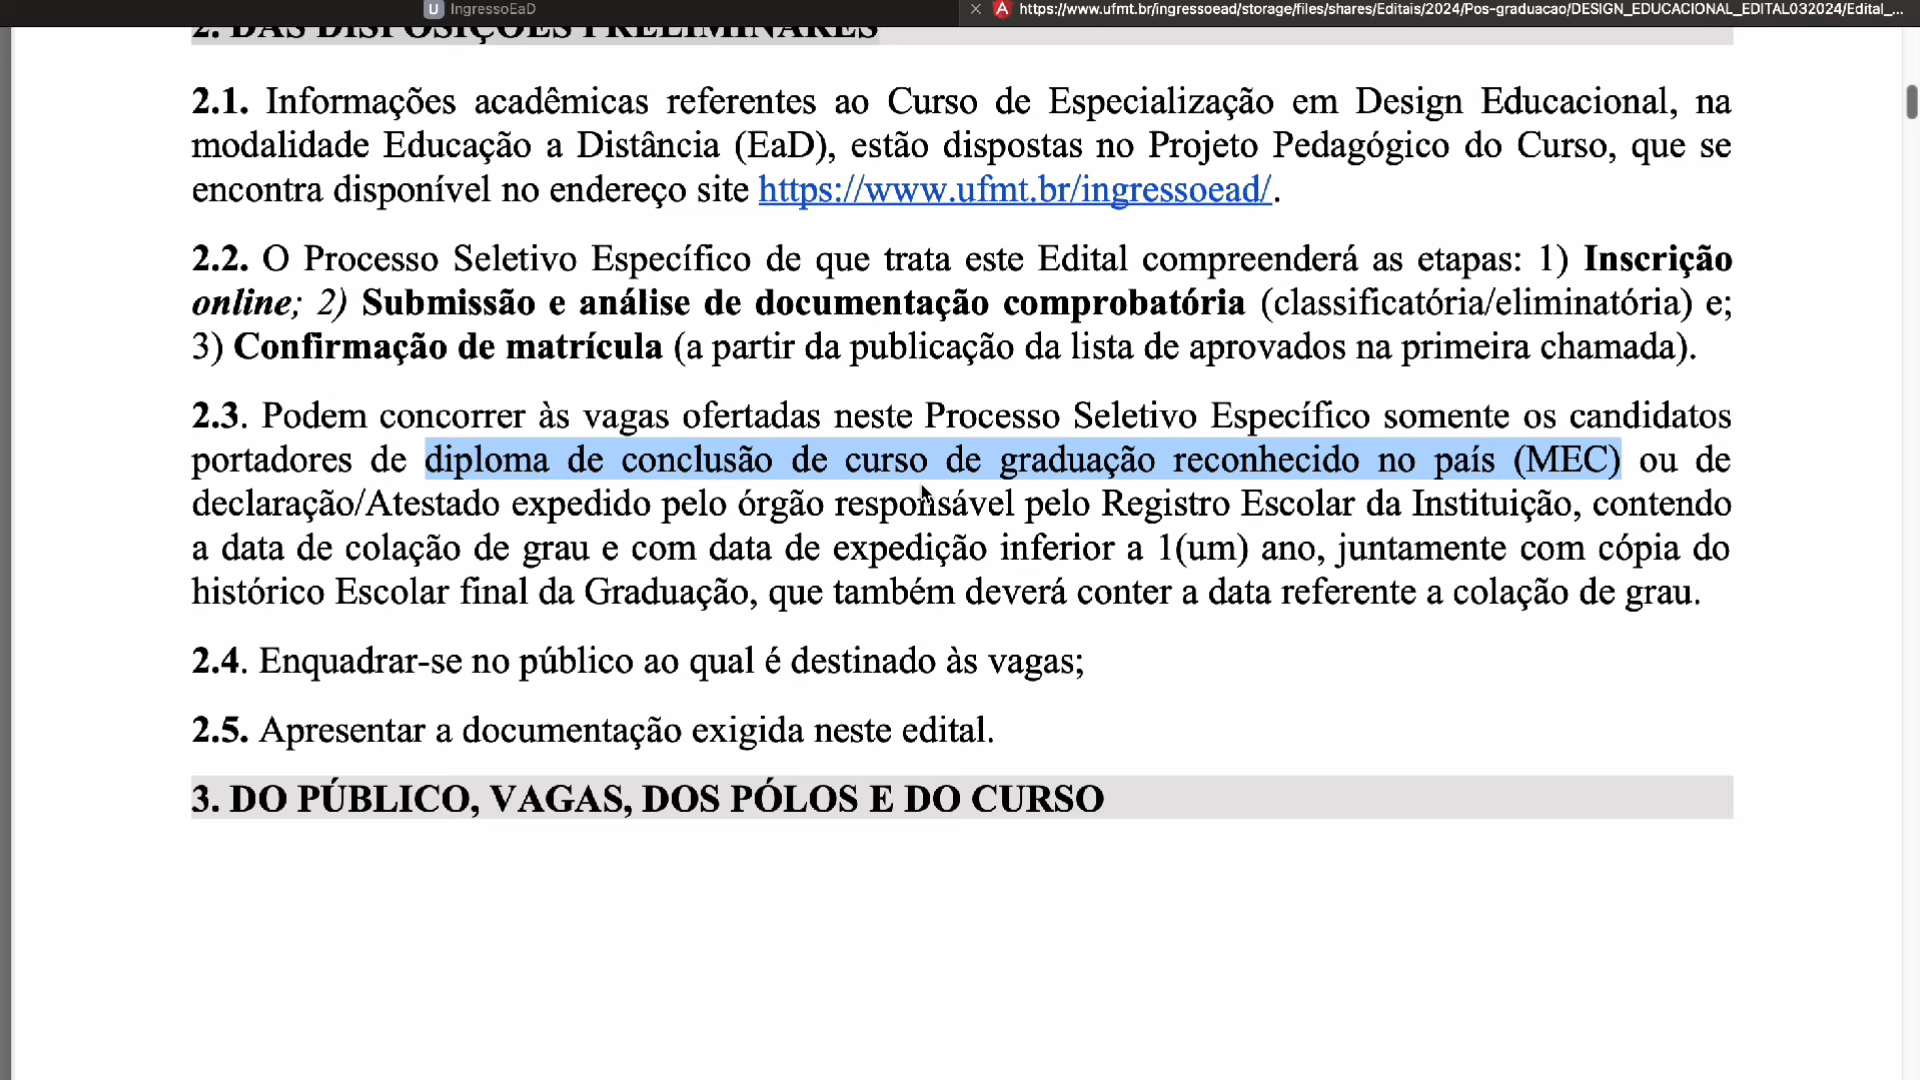 U IngressoEaD
× https://www.ufmt.br/ingressoead/storage/files/shares/Editais/2024/Pos-graduacao/DESIGN_EDUCACIONAL_EDITAL032024/Edital_...
2. DAS DISPOSIÇÕES PRELIMINARES
2.1. Informações acadêmicas referentes ao Curso de Especialização em Design Educacional, na
modalidade Educação a Distância (EaD), estão dispostas no Projeto Pedagógico do Curso, que se
encontra disponível no endereço site https://www.ufmt.br/ingressoead/.
2.2. O Processo Seletivo Específico de que trata este Edital compreenderá as etapas: 1) Inscrição
online; 2) Submissão e análise de documentação comprobatória (classificatória/eliminatória) e;
3) Confirmação de matrícula (a partir da publicação da lista de aprovados na primeira chamada).
2.3. Podem concorrer às vagas ofertadas neste Processo Seletivo Específico somente os candidatos
portadores de diploma de conclusão de curso de graduação reconhecido no país (MEC) ou de
declaração/Atestado expedido pelo órgão responsável pelo Registro Escolar da Instituição, contendo
a data de colação de grau e com data de expedição inferior a 1(um) ano, juntamente com cópia do
histórico Escolar final da Graduação, que também deverá conter a data referente a colação de grau.
2.4. Enquadrar-se no público ao qual é destinado às vagas;
2.5. Apresentar a documentação exigida neste edital.
3. DO PÚBLICO, VAGAS, DOS PÓLOS E DO CURSO